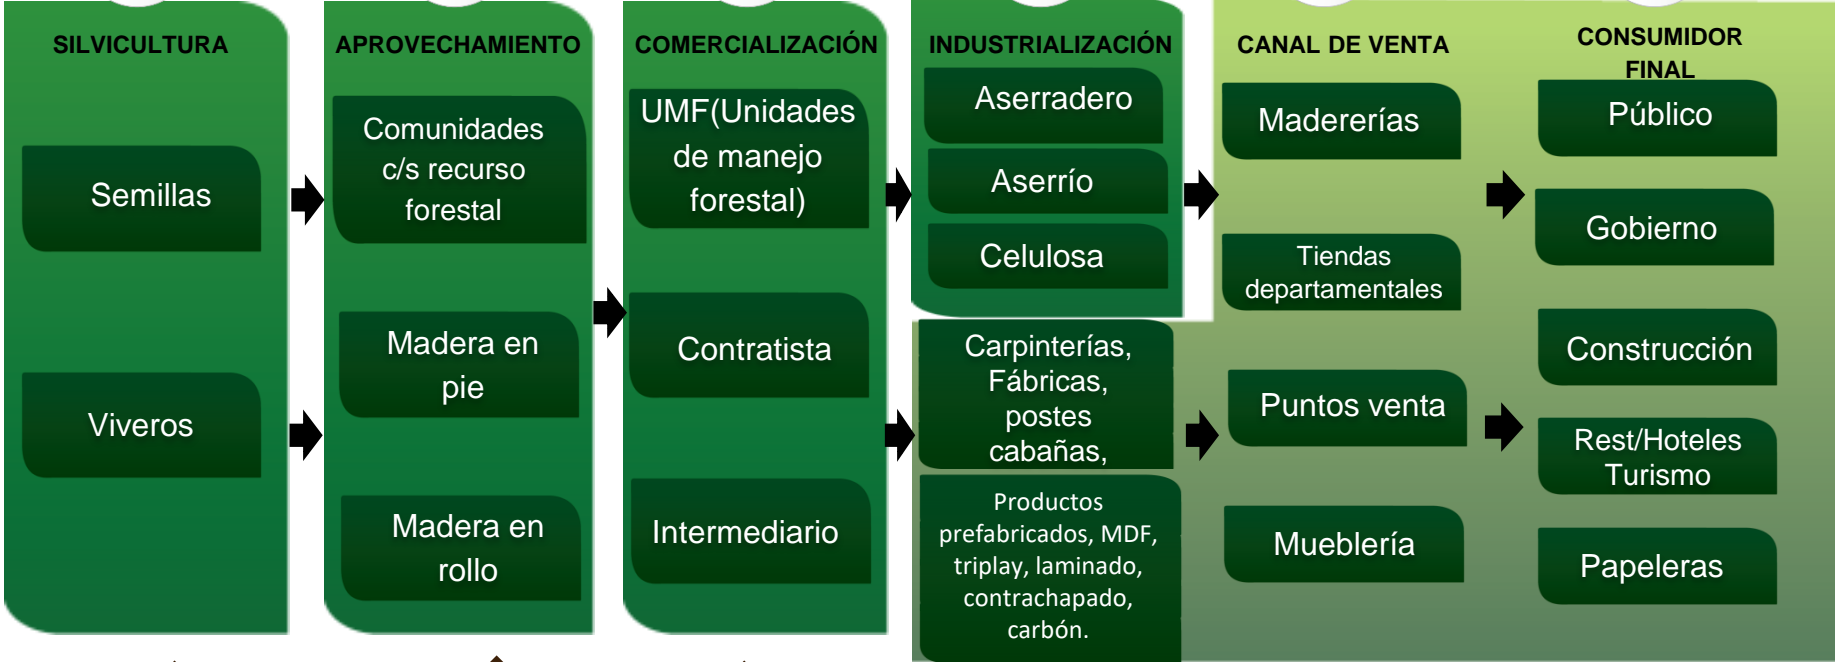 SILVICULTURA
Semillas
Viveros
APROVECHAMIENTO
Comunidades
c/s recurso
forestal
Madera en
pie
Madera en
rollo
COMERCIALIZACIÓN
UMF(Unidades
de manejo
forestal)
Contratista
Intermediario
INDUSTRIALIZACIÓN
Aserradero
Aserrío
Celulosa
Carpinterías,
Fábricas,
postes
cabañas,
Productos
prefabricados, MDF,
triplay, laminado,
contrachapado,
carbón.
CANAL DE VENTA
Madererías
Tiendas
departamentales
Puntos venta
Mueblería
CONSUMIDOR
FINAL
Público
Gobierno
Construcción
Rest/Hoteles
Turismo
Papeleras